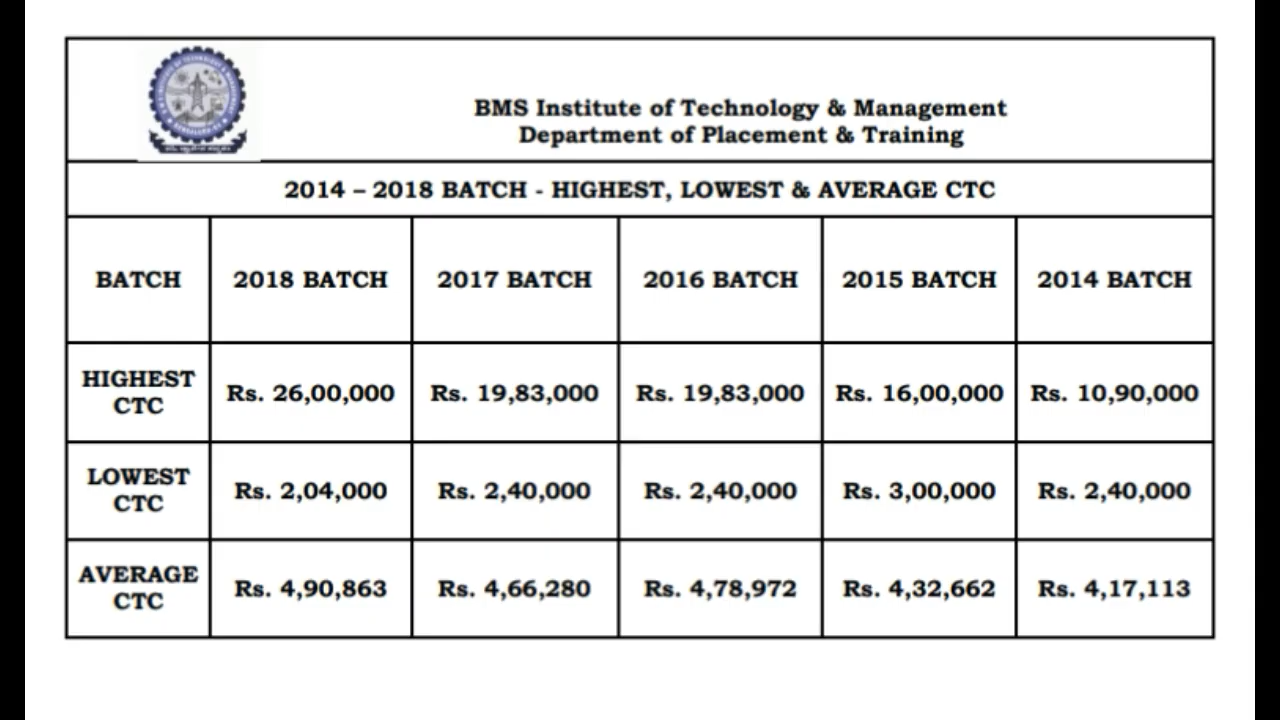 BMS Institute of Technology & Management
Department of Placement & Training
2014 – 2018 BATCH - HIGHEST, LOWEST & AVERAGE CTC
BATCH 2018 BATCH 2017 BATCH 2016 BATCH 2015 BATCH 2014 BATCH
HIGHEST
CTC Rs. 26,00,000 Rs. 19,83,000 Rs. 19,83,000 Rs. 16,00,000 Rs. 10,90,000
LOWEST
CTC Rs. 2,04,000 Rs. 2,40,000 Rs. 2,40,000 Rs. 3,00,000 Rs. 2,40,000
AVERAGE
CTC Rs. 4,90,863 Rs. 4,66,280 Rs. 4,78,972 Rs. 4,32,662 Rs. 4,17,113